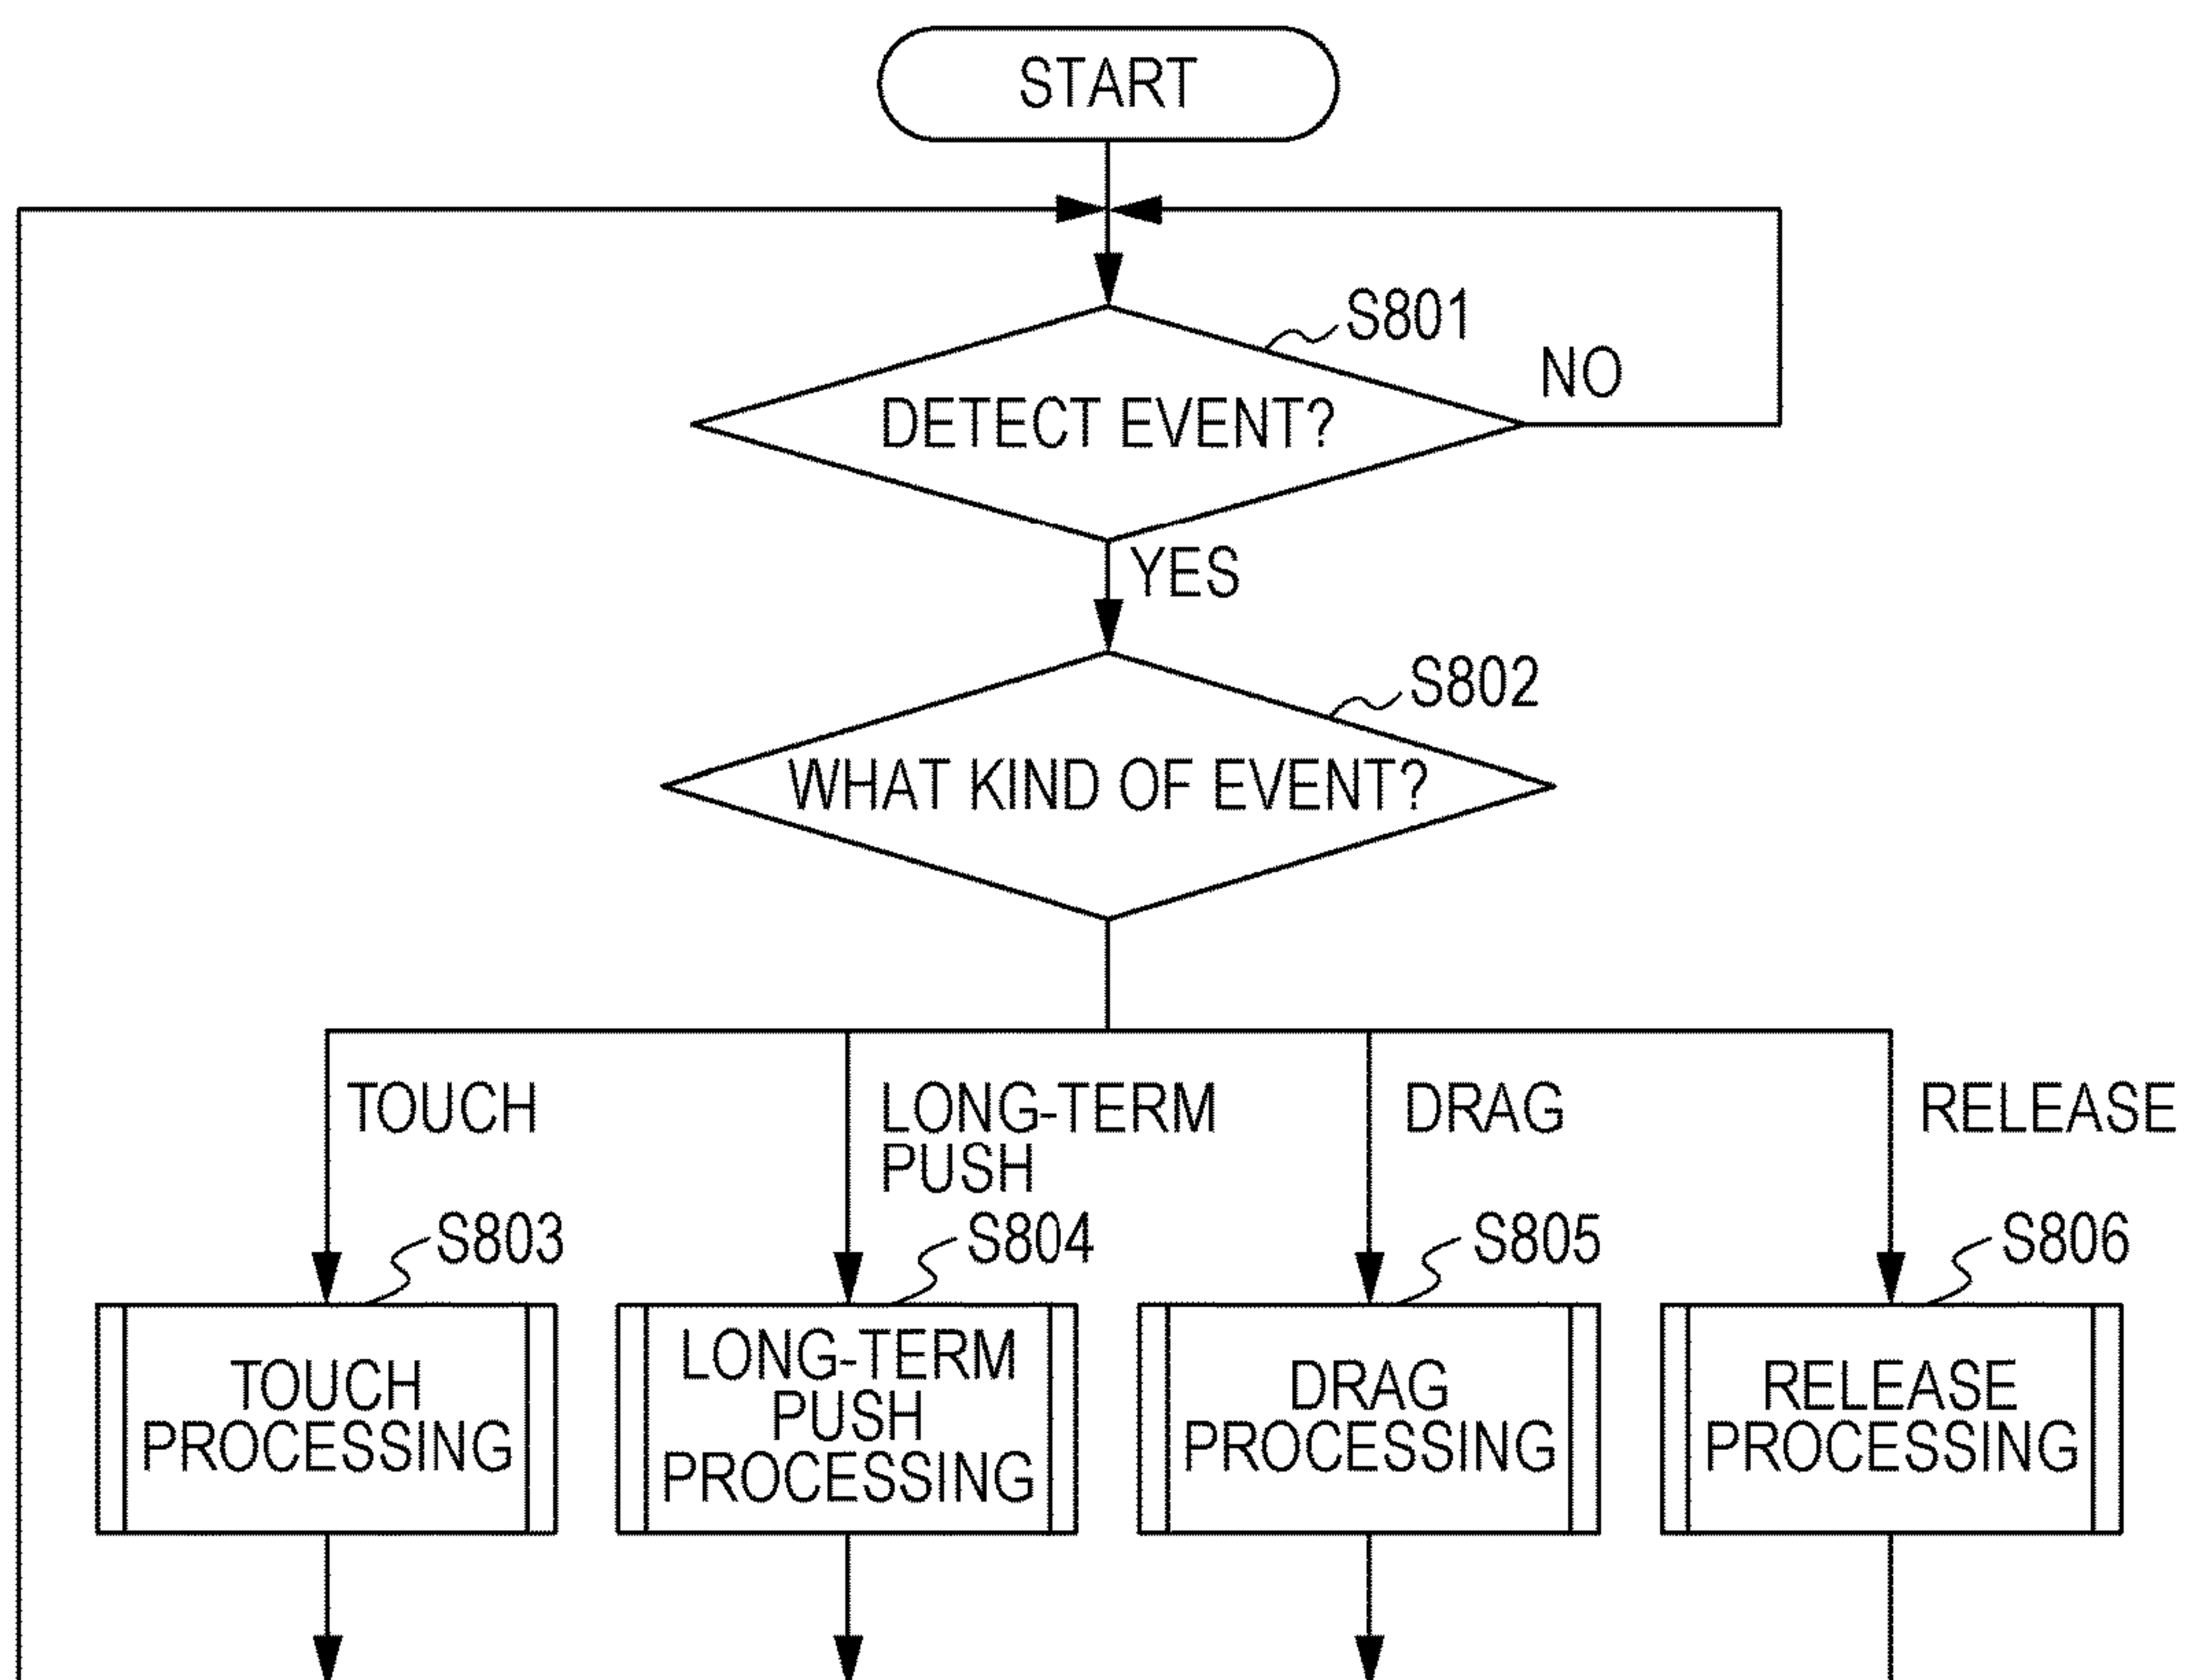 START
S801
DETECT EVENT?
NO
YES
S802
WHAT KIND OF EVENT?
TOUCH
LONG-TERM
PUSH
DRAG
RELEASE
S803
S804
S805
S806
TOUCH
PROCESSING
LONG-TERM
PUSH
PROCESSING
DRAG
PROCESSING
RELEASE
PROCESSING